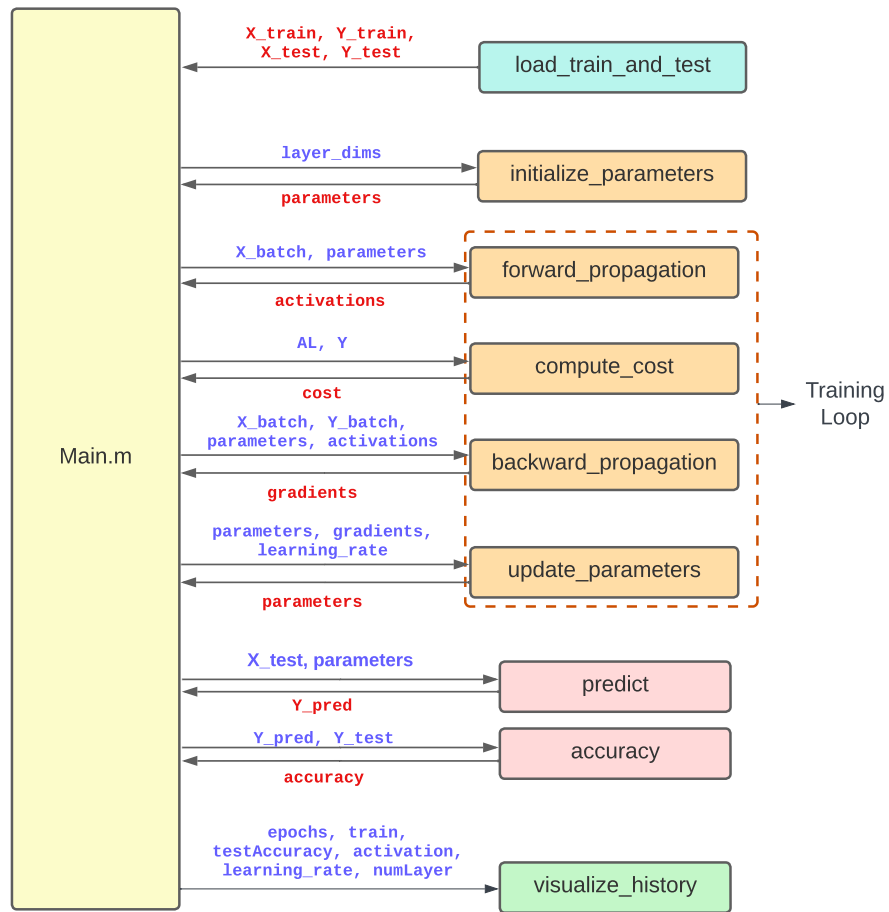 X_train, Y_train,
X_test, Y_test
load_train_and_test
layer_dims
initialize_parameters
parameters
X_batch, parameters
forward_propagation
activations
AL, Y
compute_cost
cost
Training
Loop
X_batch, Y_batch,
parameters, activations
Main.m
backward_propagation
gradients
parameters, gradients,
learning_rate
update_parameters
parameters
X_test, parameters
predict
Y_pred
Y_pred, Y_test
accuracy
accuracy
epochs, train,
testAccuracy, activation,
learning_rate, numLayer
visualize_history